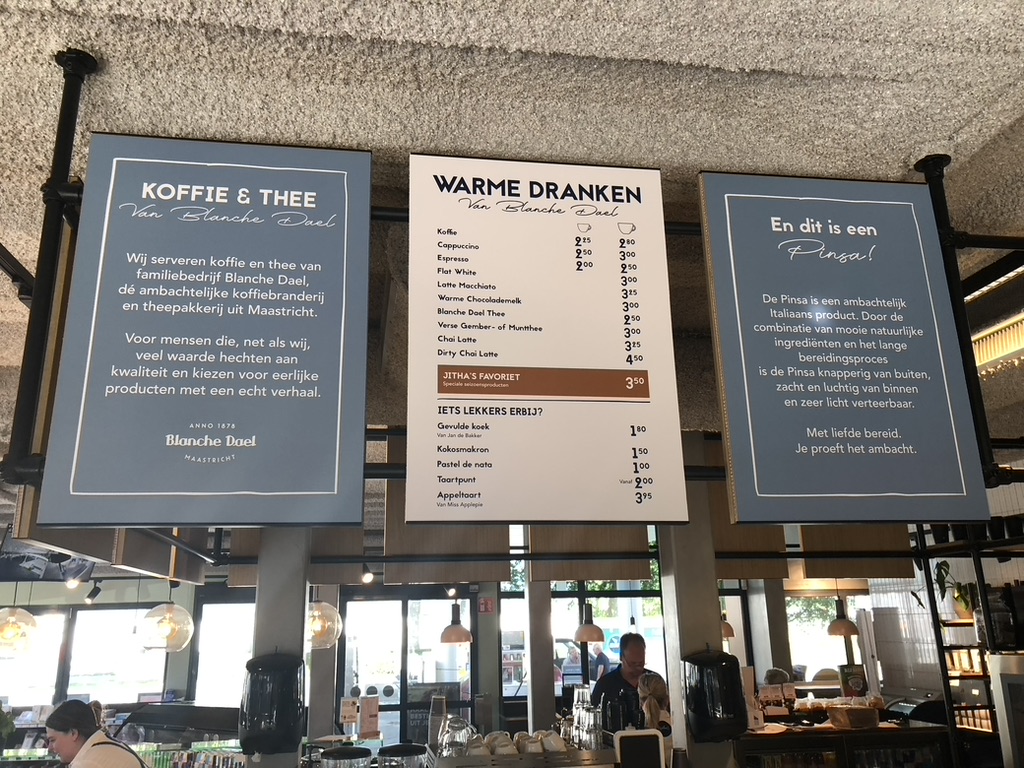 KOFFIE & THEE
Van Blanche Dael
Wij serveren koffie en thee van
familiebedrijf Blanche Dael,
dé ambachtelijke koffiebranderij
en theepakkerij uit Maastricht.
Voor mensen die, net als wij,
veel waarde hechten aan
kwaliteit en kiezen voor eerlijke
producten met een echt verhaal.
ANNO 1878
Blanche Dael
MAASTRICHT
WARME DRANKEN
Van Blanche Dael
Koffie 2 25 2 80
Cappuccino 2 50 3 00
Espresso 2 00 2 50
Flat White 3 00
Latte Macchiato 3 25
Warme Chocolademelk 3 00
Blanche Dael Thee 2 50
Verse Gember- of Muntthee 3 00
Chai Latte 3 25
Dirty Chai Latte 4 50
JITHA'S FAVORIET 3 50
Speciale seizoensproducten
IETS LEKKERS ERBIJ?
Gevulde koek 1 80
Van Jan de Bakker
Kokosmakron 1 50
Pastel de nata 1 00
Taartpunt Vanaf 2 00
Appeltaart 3 95
Van Miss Applepie
En dit is een
Pinsa!
De Pinsa is een ambachtelijk
Italiaans product. Door de
combinatie van mooie natuurlijke
ingrediënten en het lange
bereidingsproces
is de Pinsa knapperig van buiten,
zacht en luchtig van binnen
en zeer licht verteerbaar.
Met liefde bereid.
Je proeft het ambacht.